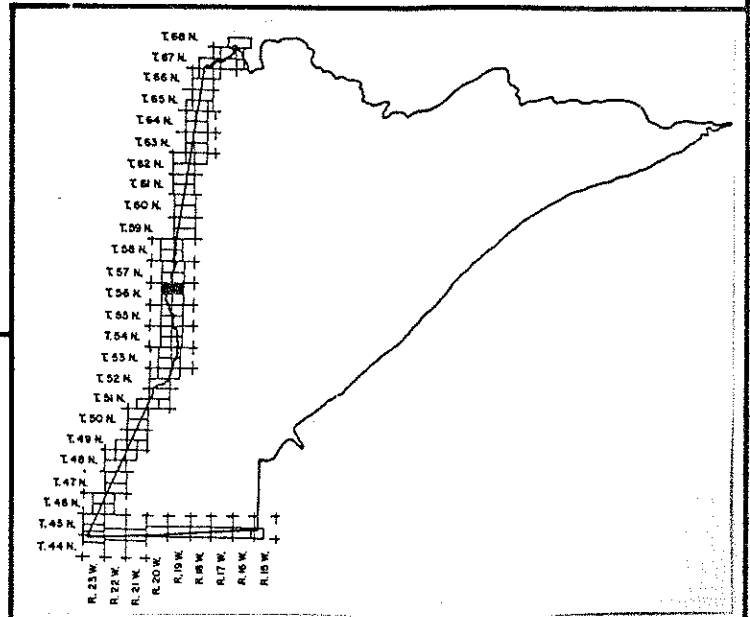 T. 68 N.
T. 67 N.
T. 66 N.
T. 65 N.
T. 64 N.
T. 63 N.
T. 62 N.
T. 61 N.
T. 60 N.
T. 59 N.
T. 58 N.
T. 57 N.
T. 56 N.
T. 55 N.
T. 54 N.
T. 53 N.
T. 52 N.
T. 51 N.
T. 50 N.
T. 49 N.
T. 48 N.
T. 47 N.
T. 46 N.
T. 45 N.
T. 44 N.
R. 23 W.
R. 22 W.
R. 21 W.
R. 20 W.
R. 19 W.
R. 18 W.
R. 17 W.
R. 16 W.
R. 15 W.